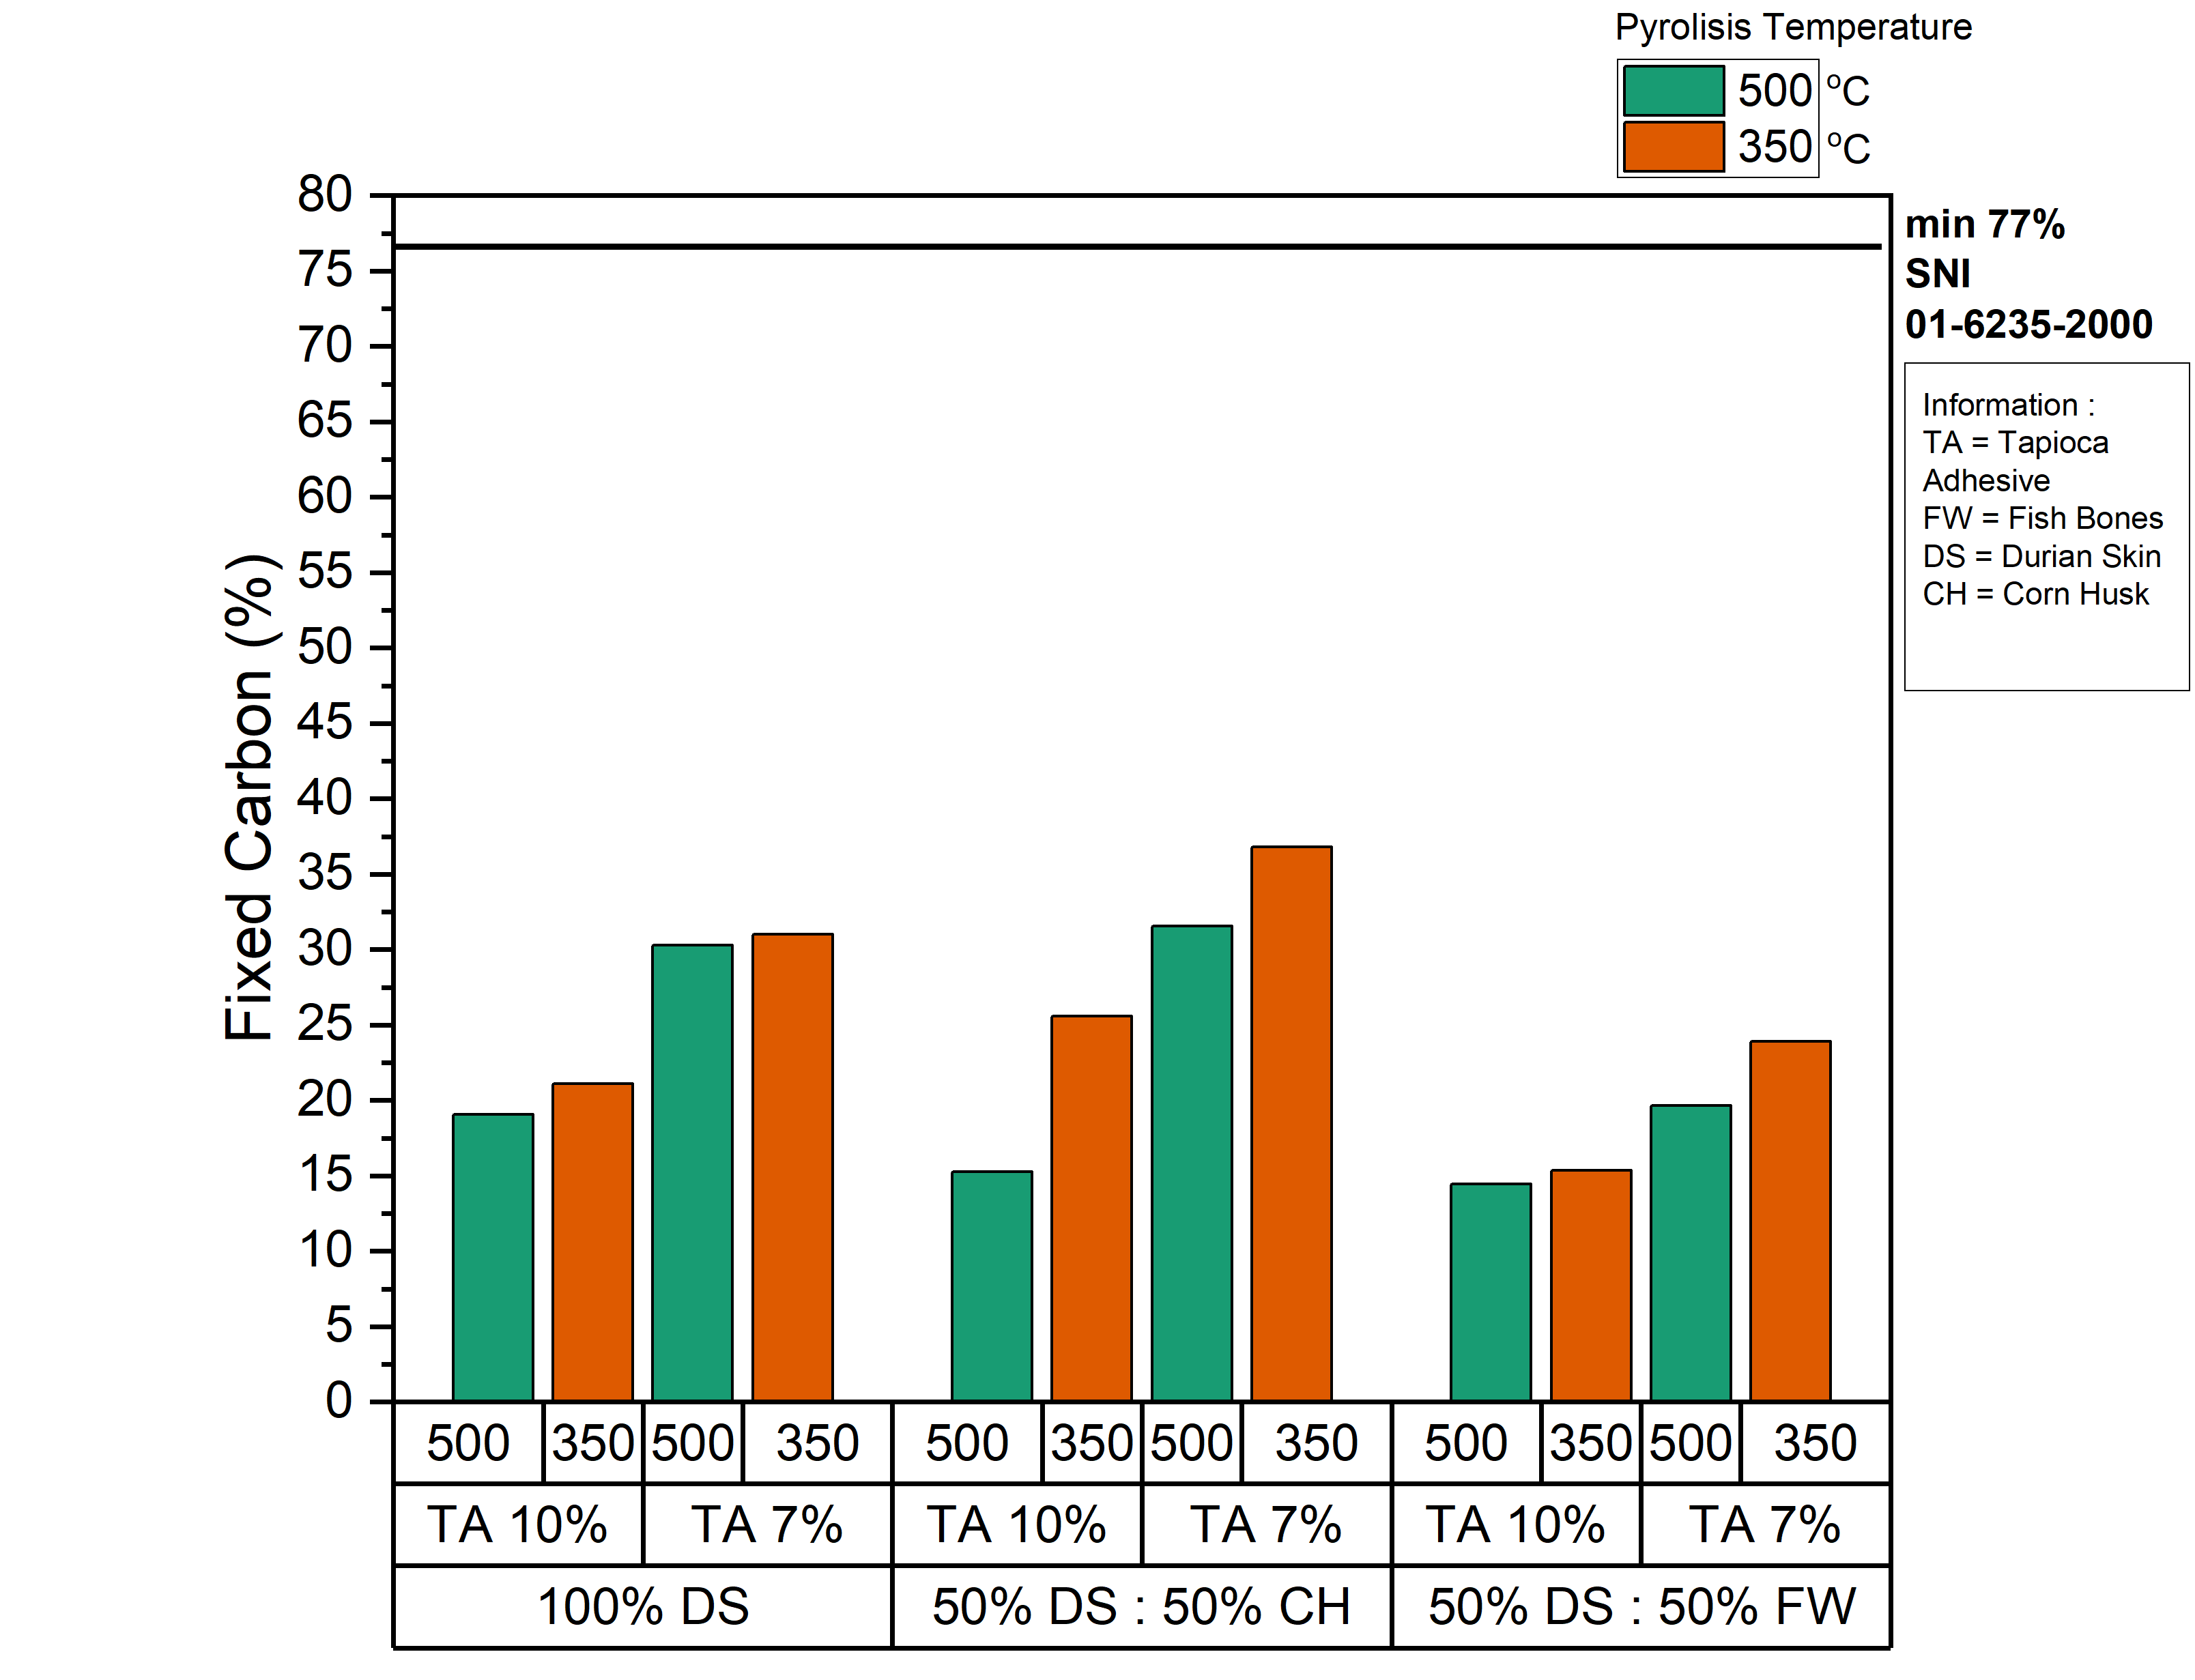 Pyrolisis Temperature
500 °C
350 °C
80
75
70
65
60
55
50
45
40
35
30
25
20
15
10
5
0
Fixed Carbon (%)
min 77%
SNI
01-6235-2000
Information :
TA = Tapioca
Adhesive
FW = Fish Bones
DS = Durian Skin
CH = Corn Husk
500 350 500 350 500 350 500 350 500 350 500 350
TA 10% TA 7% TA 10% TA 7% TA 10% TA 7%
100% DS 50% DS : 50% CH 50% DS : 50% FW